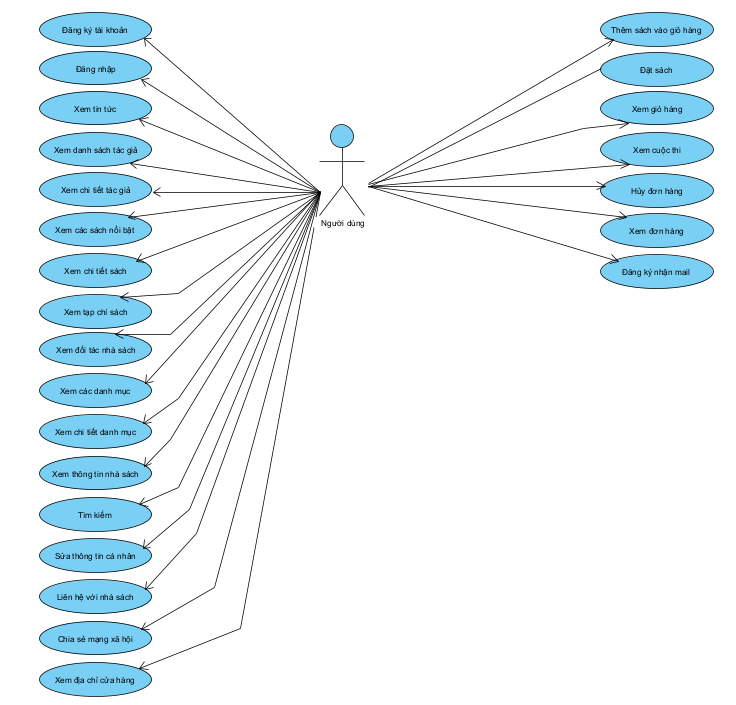 Đăng ký tài khoản
Đăng nhập
Xem tin tức
Xem danh sách tác giả
Xem chi tiết tác giả
Xem các sách nổi bật
Xem chi tiết sách
Xem tạp chí sách
Xem đối tác nhà sách
Xem các danh mục
Xem chi tiết danh mục
Xem thông tin nhà sách
Tìm kiếm
Sửa thông tin cá nhân
Liên hệ với nhà sách
Chia sẻ mạng xã hội
Xem địa chỉ cửa hàng
Người dùng
Thêm sách vào giỏ hàng
Đặt sách
Xem giỏ hàng
Xem cuộc thi
Hủy đơn hàng
Xem đơn hàng
Đăng ký nhận mail